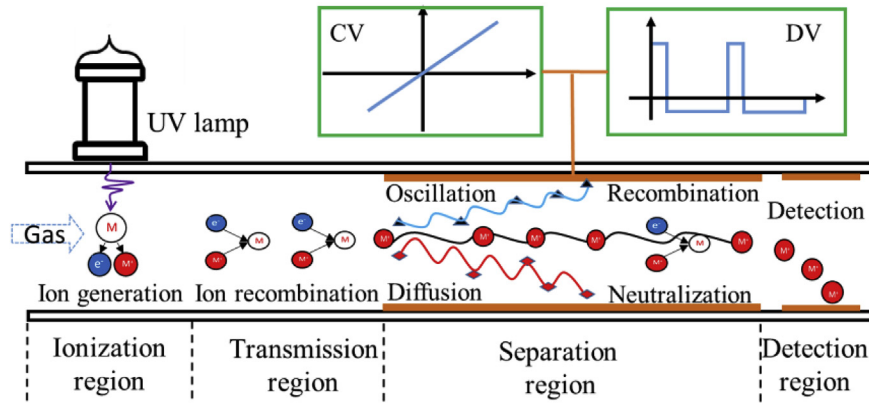 CV
DV
UV lamp
Oscillation
Recombination
Detection
Gas
M
e⁻
M⁺
e⁻
M⁺
M
e⁻
M⁺
M
M⁺
M⁺
M⁺
M⁺
e⁻
M⁺
M
M⁺
M⁺
M⁺
M⁺
Ion generation
Ion recombination
Diffusion
Neutralization
Ionization
region
Transmission
region
Separation
region
Detection
region